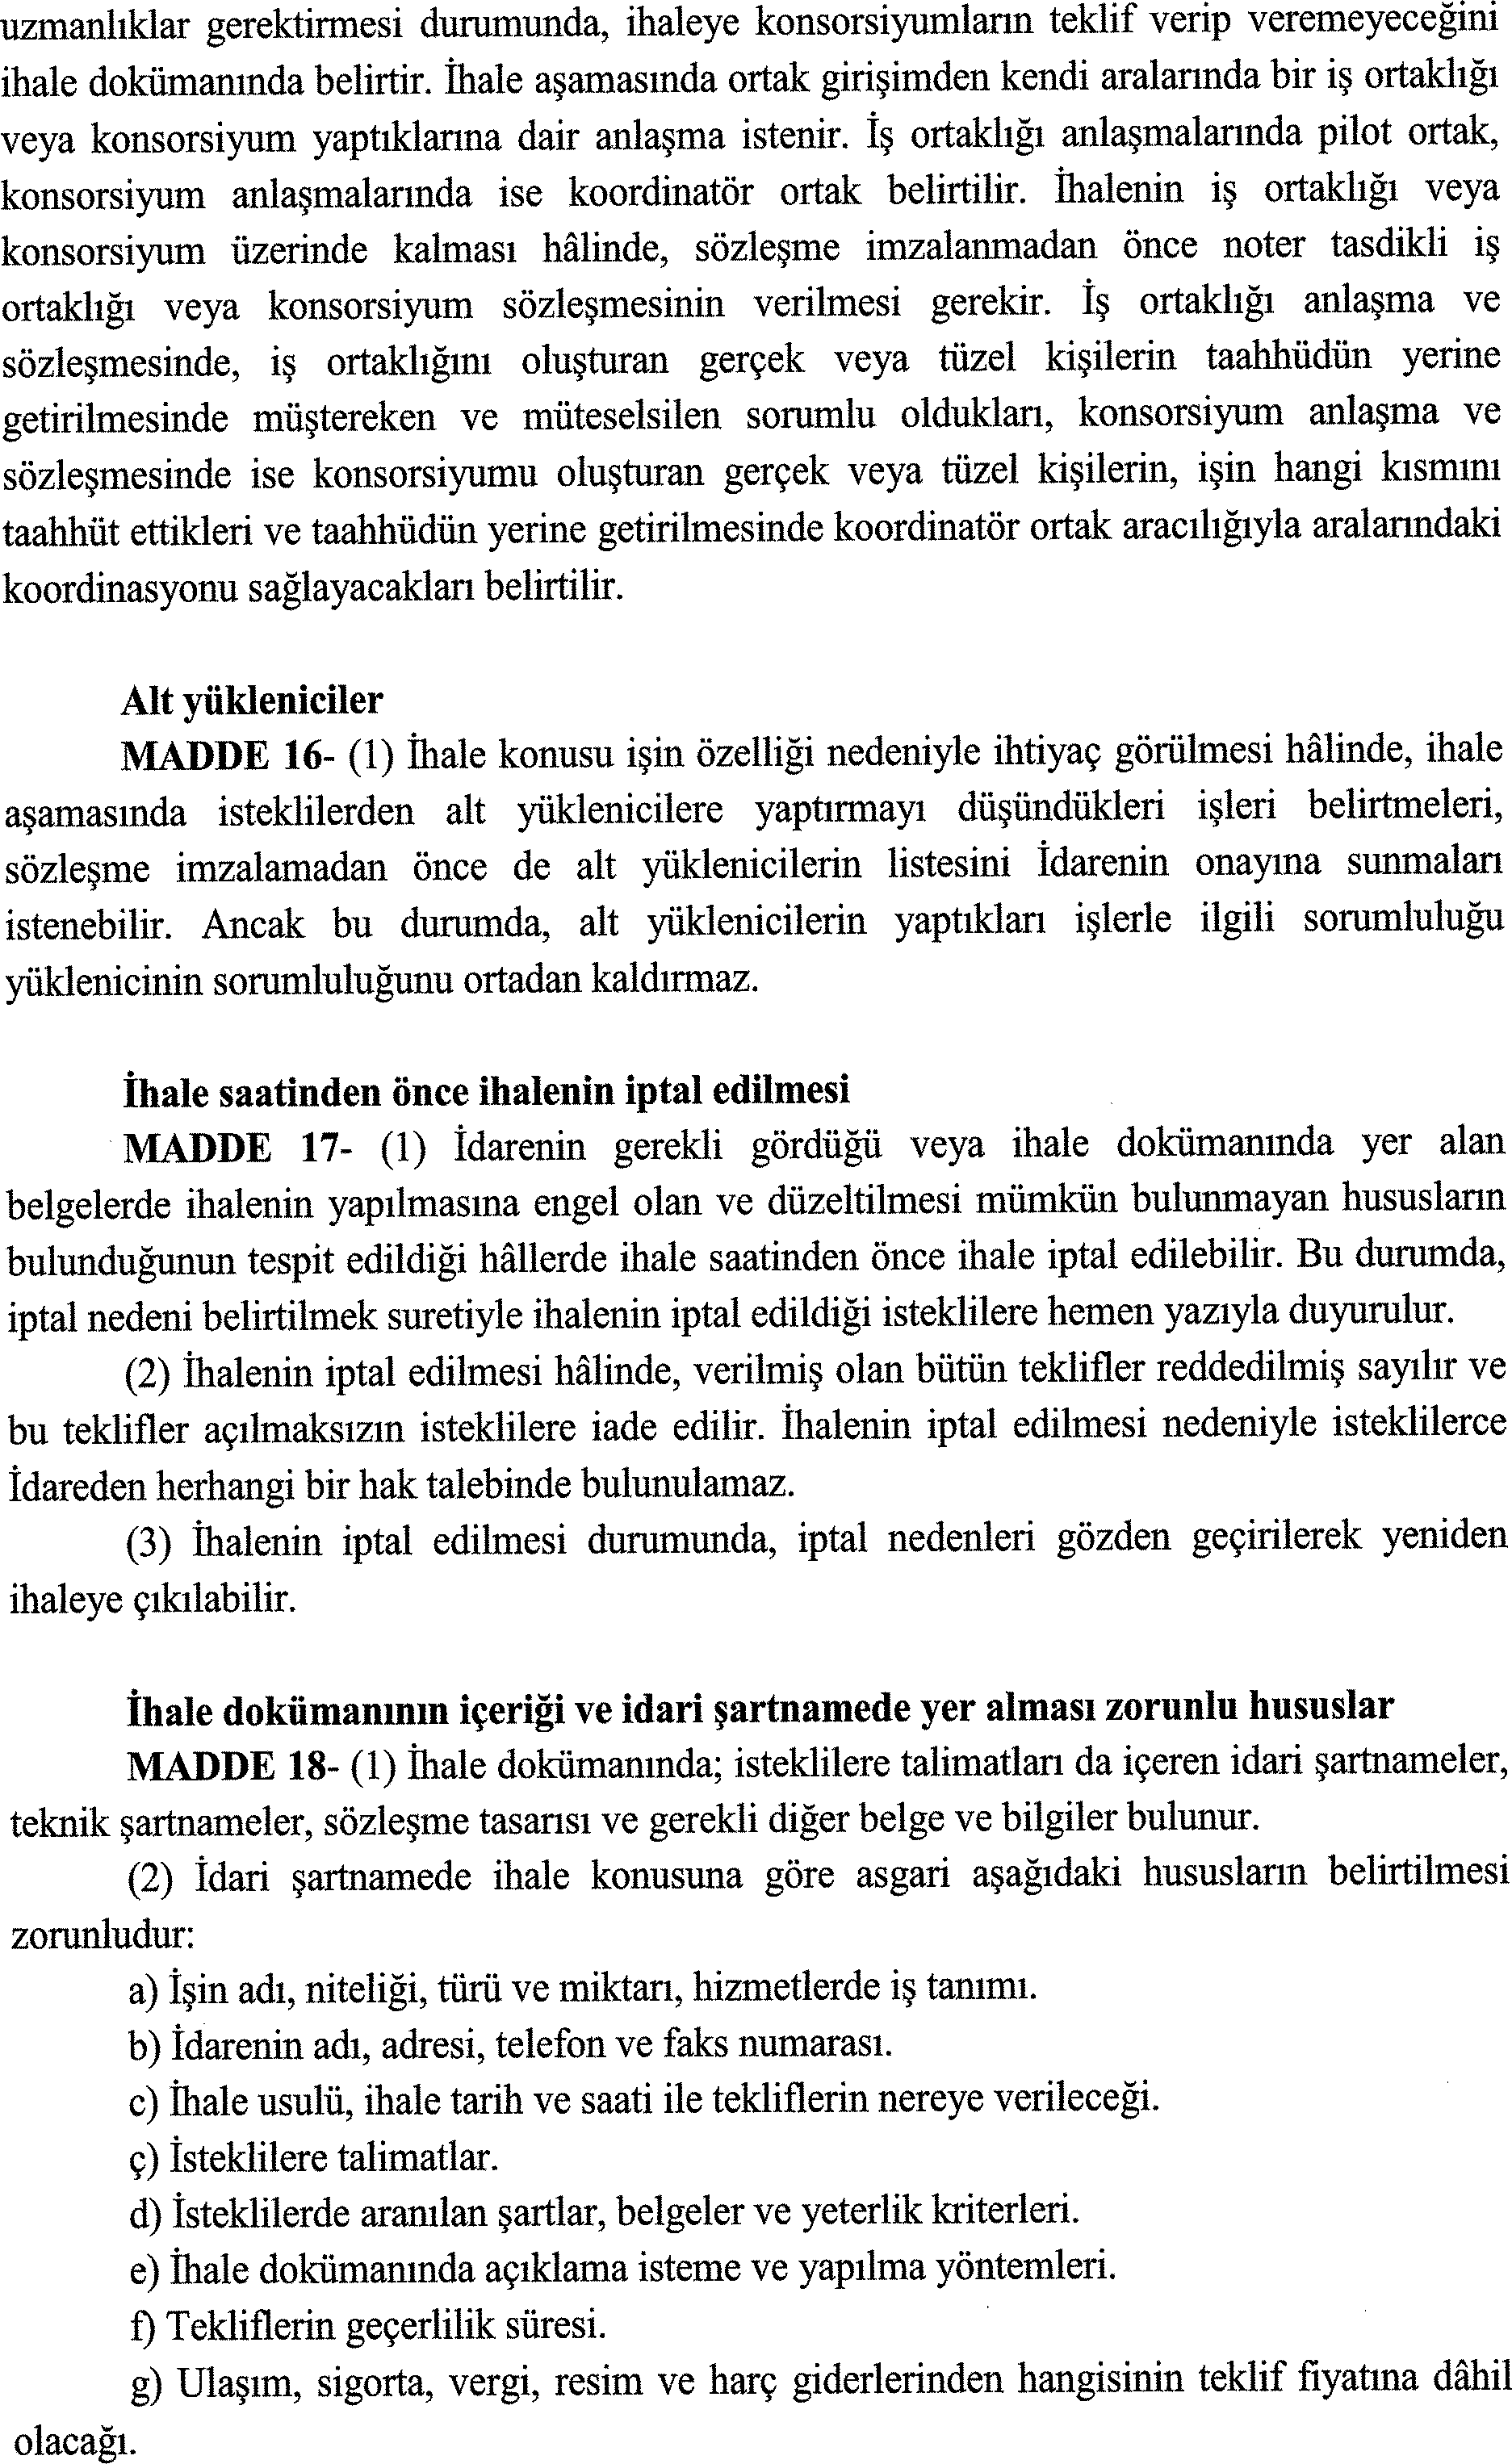 uzmanlıklar gerektirmesi durumunda, ihaleye konsorsiyumların teklif verip veremeyeceğini
ihale dokümanında belirtir. İhale aşamasında ortak girişimden kendi aralarında bir iş ortaklığı
veya konsorsiyum yaptıklarına dair anlaşma istenir. İş ortaklığı anlaşmalarında pilot ortak,
konsorsiyum anlaşmalarında ise koordinatör ortak belirtilir. İhalenin iş ortaklığı veya
konsorsiyum üzerinde kalması hâlinde, sözleşme imzalanmadan önce noter tasdikli iş
ortaklığı veya konsorsiyum sözleşmesinin verilmesi gerekir. İş ortaklığı anlaşma ve
sözleşmesinde, iş ortaklığını oluşturan gerçek veya tüzel kişilerin taahhüdün yerine
getirilmesinde müştereken ve müteselsilen sorumlu oldukları, konsorsiyum anlaşma ve
sözleşmesinde ise konsorsiyumu oluşturan gerçek veya tüzel kişilerin, işin hangi kısmını
taahhüt ettikleri ve taahhüdün yerine getirilmesinde koordinatör ortak aracılığıyla aralarındaki
koordinasyonu sağlayacakları belirtilir.
Alt yükleniciler
MADDE 16- (1) İhale konusu işin özelliği nedeniyle ihtiyaç görülmesi hâlinde, ihale
aşamasında isteklilerden alt yüklenicilere yaptırmayı düşündükleri işleri belirtmeleri,
sözleşme imzalamadan önce de alt yüklenicilerin listesini İdarenin onayına sunmaları
istenebilir. Ancak bu durumda, alt yüklenicilerin yaptıkları işlerle ilgili sorumluluğu
yüklenicinin sorumluluğunu ortadan kaldırmaz.
İhale saatinden önce ihalenin iptal edilmesi
MADDE 17- (1) İdarenin gerekli gördüğü veya ihale dokümanında yer alan
belgelerde ihalenin yapılmasına engel olan ve düzeltilmesi mümkün bulunmayan hususların
bulunduğunun tespit edildiği hâllerde ihale saatinden önce ihale iptal edilebilir. Bu durumda,
iptal nedeni belirtilmek suretiyle ihalenin iptal edildiği isteklilere hemen yazıyla duyurulur.
(2) İhalenin iptal edilmesi hâlinde, verilmiş olan bütün teklifler reddedilmiş sayılır ve
bu teklifler açılmaksızın isteklilere iade edilir. İhalenin iptal edilmesi nedeniyle isteklilerce
İdareden herhangi bir hak talebinde bulunulamaz.
(3) İhalenin iptal edilmesi durumunda, iptal nedenleri gözden geçirilerek yeniden
ihaleye çıkılabilir.
İhale dokümanının içeriği ve idari şartnamede yer alması zorunlu hususlar
MADDE 18- (1) İhale dokümanında; isteklilere talimatları da içeren idari şartnameler,
teknik şartnameler, sözleşme tasarısı ve gerekli diğer belge ve bilgiler bulunur.
(2) İdari şartnamede ihale konusuna göre asgari aşağıdaki hususların belirtilmesi
zorunludur:
a) İşin adı, niteliği, türü ve miktarı, hizmetlerde iş tanımı.
b) İdarenin adı, adresi, telefon ve faks numarası.
c) İhale usulü, ihale tarih ve saati ile tekliflerin nereye verileceği.
ç) İsteklilere talimatlar.
d) İsteklilerde aranılan şartlar, belgeler ve yeterlik kriterleri.
e) İhale dokümanında açıklama isteme ve yapılma yöntemleri.
f) Tekliflerin geçerlilik süresi.
g) Ulaşım, sigorta, vergi, resim ve harç giderlerinden hangisinin teklif fiyatına dâhil
olacağı.